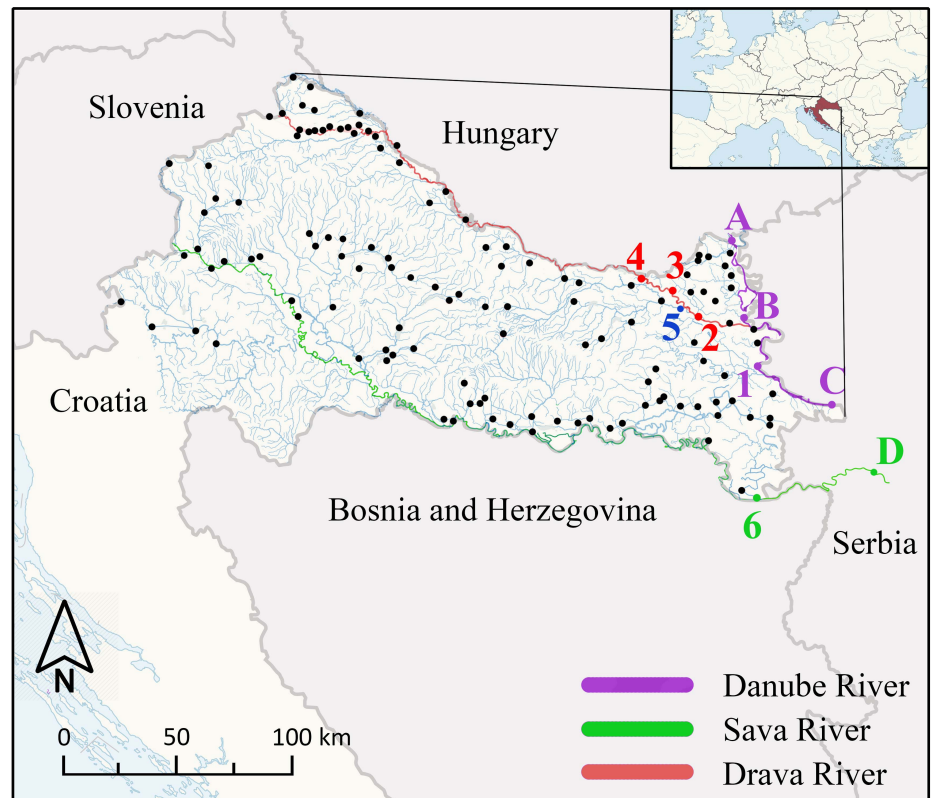 Slovenia
Hungary
A
4
3
B
5
2
1
C
Croatia
D
Bosnia and Herzegovina
6
Serbia
N
Danube River
Sava River
0 50 100 km
Drava River